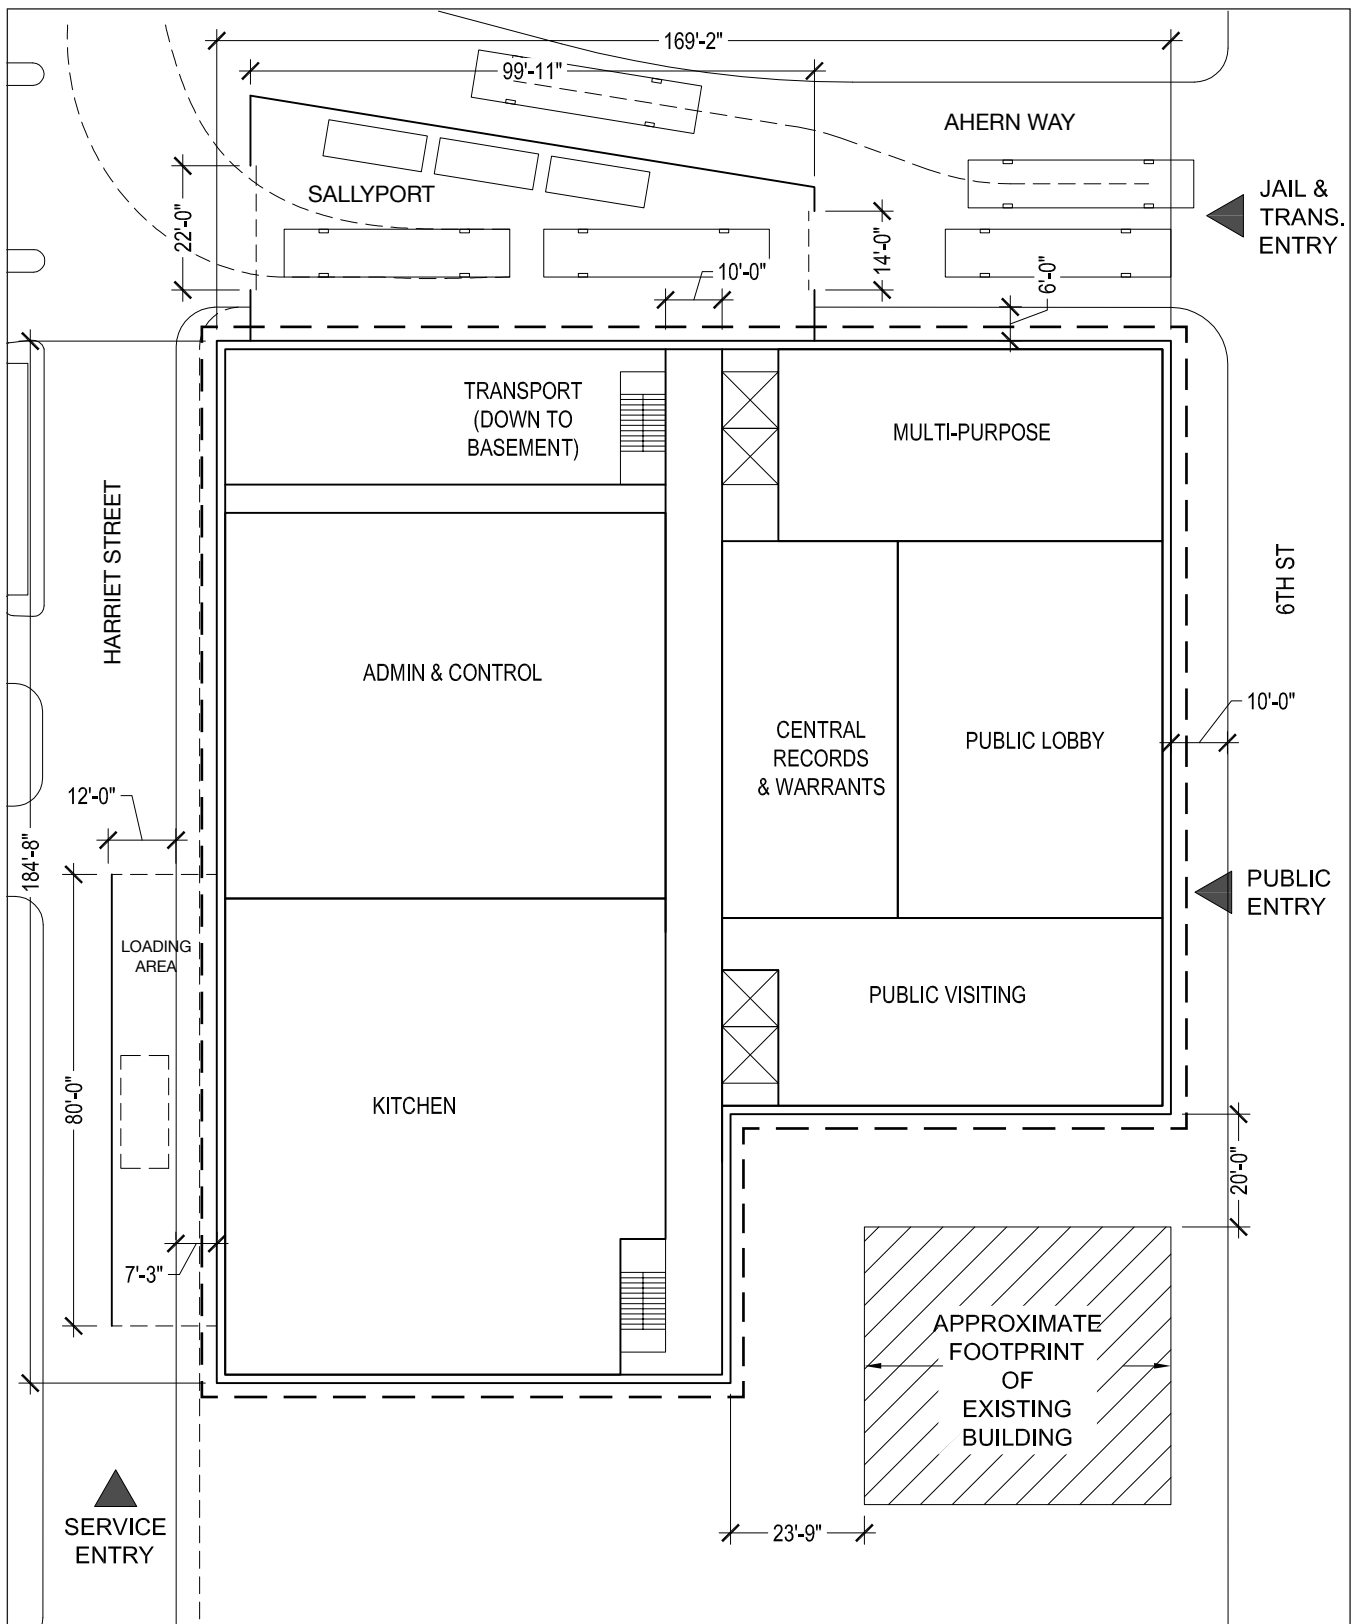 169'-2"
99'-11"
AHERN WAY
SALLYPORT
JAIL &
TRANS.
ENTRY
22'-0"
14'-0"
10'-0"
6'-0"
TRANSPORT
(DOWN TO
BASEMENT)
MULTI-PURPOSE
HARRIET STREET
6TH ST
ADMIN & CONTROL
CENTRAL
RECORDS
& WARRANTS
PUBLIC LOBBY
10'-0"
12'-0"
184'-8"
PUBLIC
ENTRY
LOADING
AREA
PUBLIC VISITING
80'-0"
KITCHEN
20'-0"
7'-3"
APPROXIMATE
FOOTPRINT
OF
EXISTING
BUILDING
SERVICE
ENTRY
23'-9"